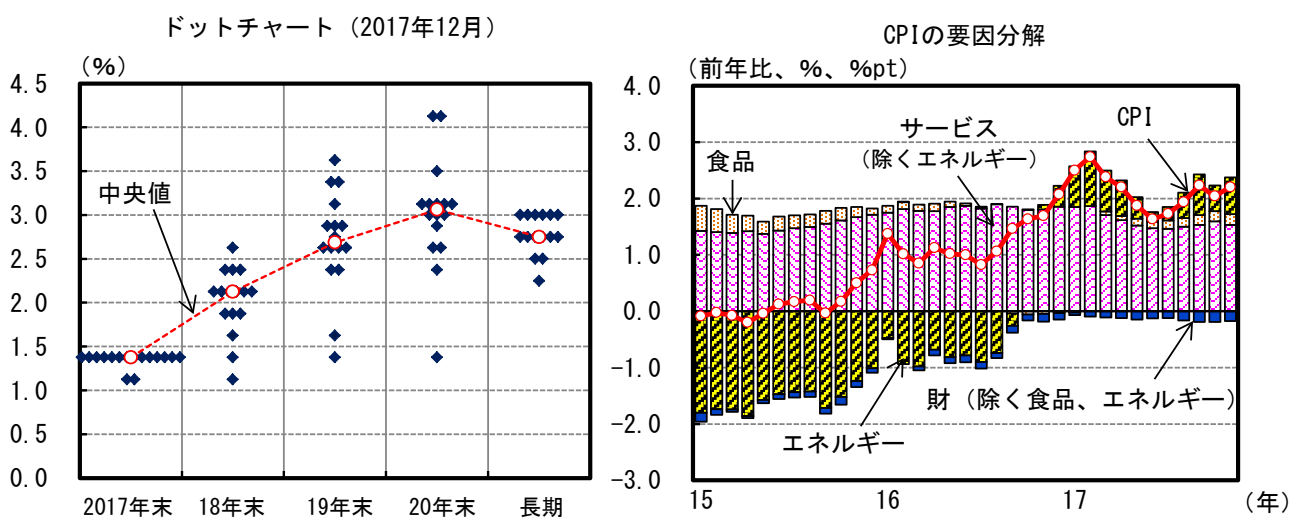 ドットチャート（2017年12月）
（%）
4.5
4.0
3.5
3.0
2.5
2.0
1.5
1.0
0.5
0.0
中央値
2017年末 18年末 19年末 20年末 長期
CPIの要因分解
（前年比、%、%pt）
4.0
3.0
2.0
1.0
0.0
-1.0
-2.0
-3.0
食品
サービス
（除くエネルギー）
CPI
エネルギー
財（除く食品、エネルギー）
15 16 17 （年）